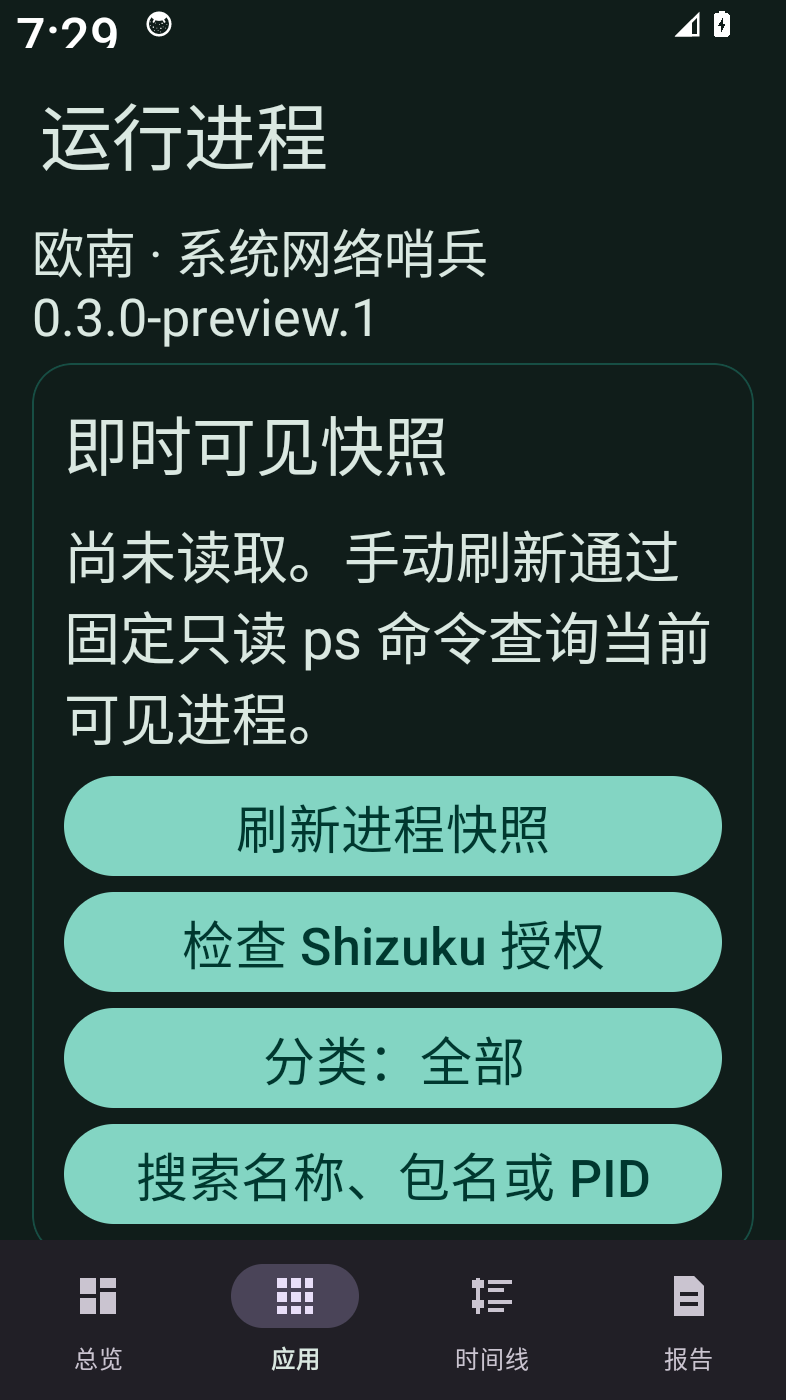 7:29
运行进程
欧南 · 系统网络哨兵
0.3.0-preview.1
即时可见快照
尚未读取。手动刷新通过
固定只读 ps 命令查询当前
可见进程。
刷新进程快照
检查 Shizuku 授权
分类：全部
搜索名称、包名或 PID
总览
应用
时间线
报告